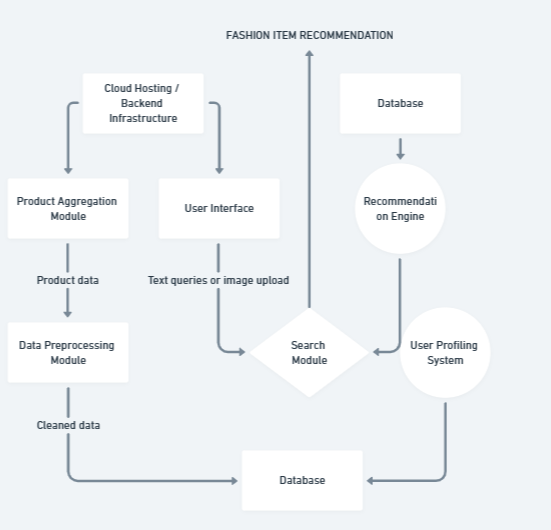 FASHION ITEM RECOMMENDATION
Cloud Hosting /
Backend
Infrastructure
Database
Product Aggregation
Module
User Interface
Recommendati
on Engine
Product data
Text queries or image upload
Data Preprocessing
Module
Search
Module
User Profiling
System
Cleaned data
Database